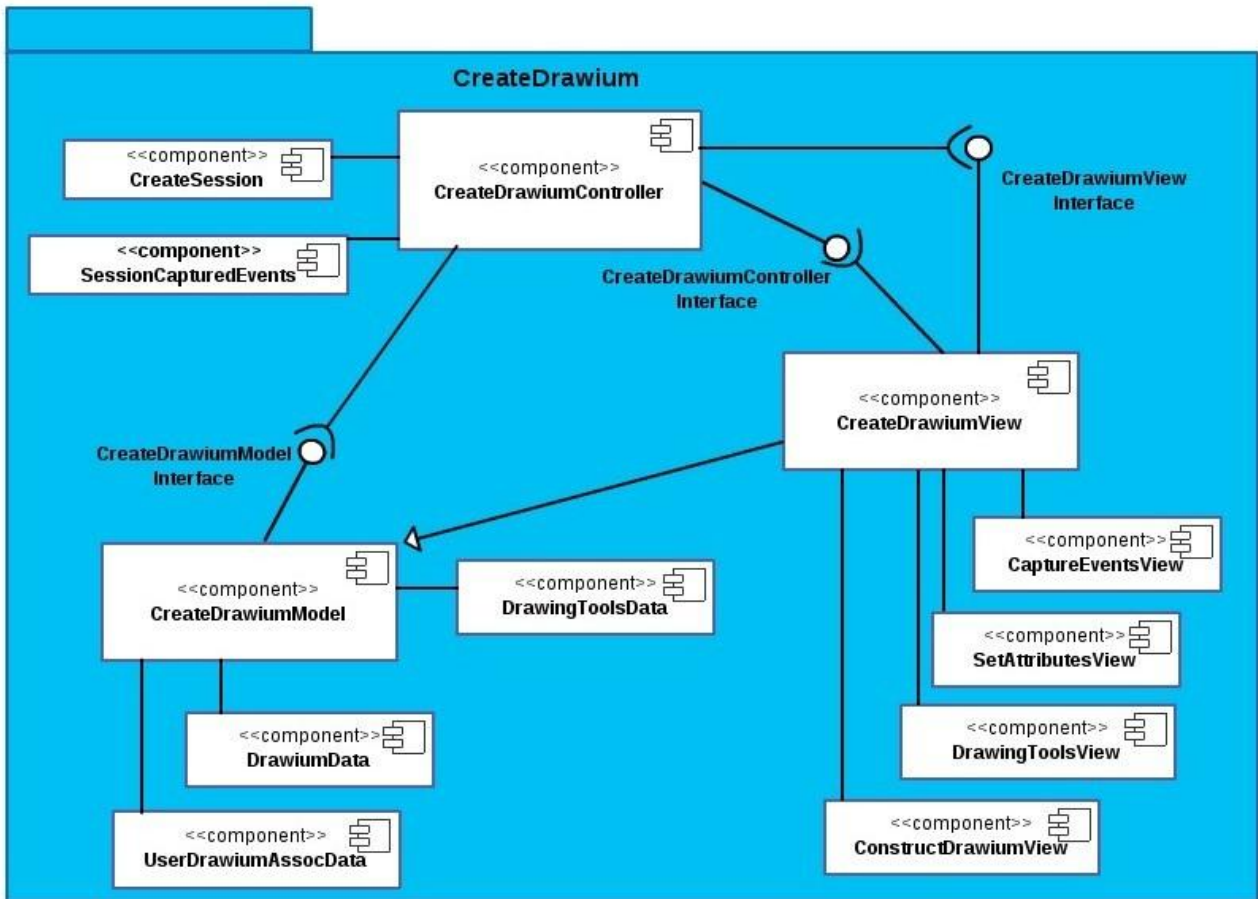 CreateDrawium
<<component>>
CreateSession
<<component>>
CreateDrawiumController
CreateDrawiumView
Interface
<<component>>
SessionCapturedEvents
CreateDrawiumController
Interface
<<component>>
CreateDrawiumView
CreateDrawiumModel
Interface
<<component>>
CreateDrawiumModel
<<component>>
DrawingToolsData
<<component>>
CaptureEventsView
<<component>>
SetAttributesView
<<component>>
DrawiumData
<<component>>
DrawingToolsView
<<component>>
UserDrawiumAssocData
<<component>>
ConstructDrawiumView